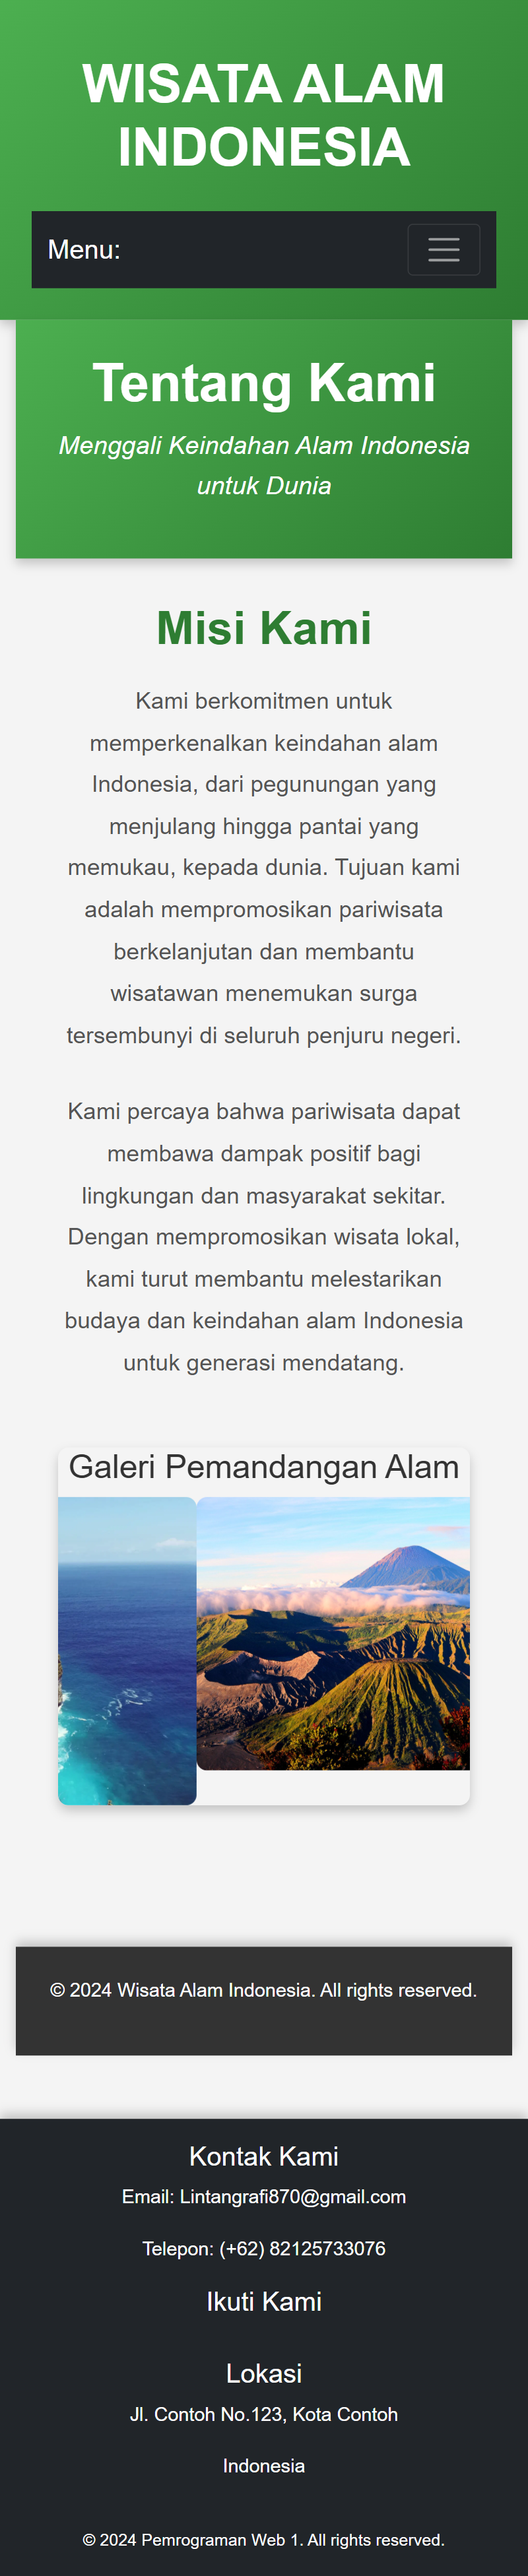 WISATA ALAM
INDONESIA
Menu:
Tentang Kami
Menggali Keindahan Alam Indonesia
untuk Dunia
Misi Kami
Kami berkomitmen untuk
memperkenalkan keindahan alam
Indonesia, dari pegunungan yang
menjulang hingga pantai yang
memukau, kepada dunia. Tujuan kami
adalah mempromosikan pariwisata
berkelanjutan dan membantu
wisatawan menemukan surga
tersembunyi di seluruh penjuru negeri.
Kami percaya bahwa pariwisata dapat
membawa dampak positif bagi
lingkungan dan masyarakat sekitar.
Dengan mempromosikan wisata lokal,
kami turut membantu melestarikan
budaya dan keindahan alam Indonesia
untuk generasi mendatang.
Galeri Pemandangan Alam
© 2024 Wisata Alam Indonesia. All rights reserved.
Kontak Kami
Email: Lintangrafi870@gmail.com
Telepon: (+62) 82125733076
Ikuti Kami
Lokasi
Jl. Contoh No.123, Kota Contoh
Indonesia
© 2024 Pemrograman Web 1. All rights reserved.